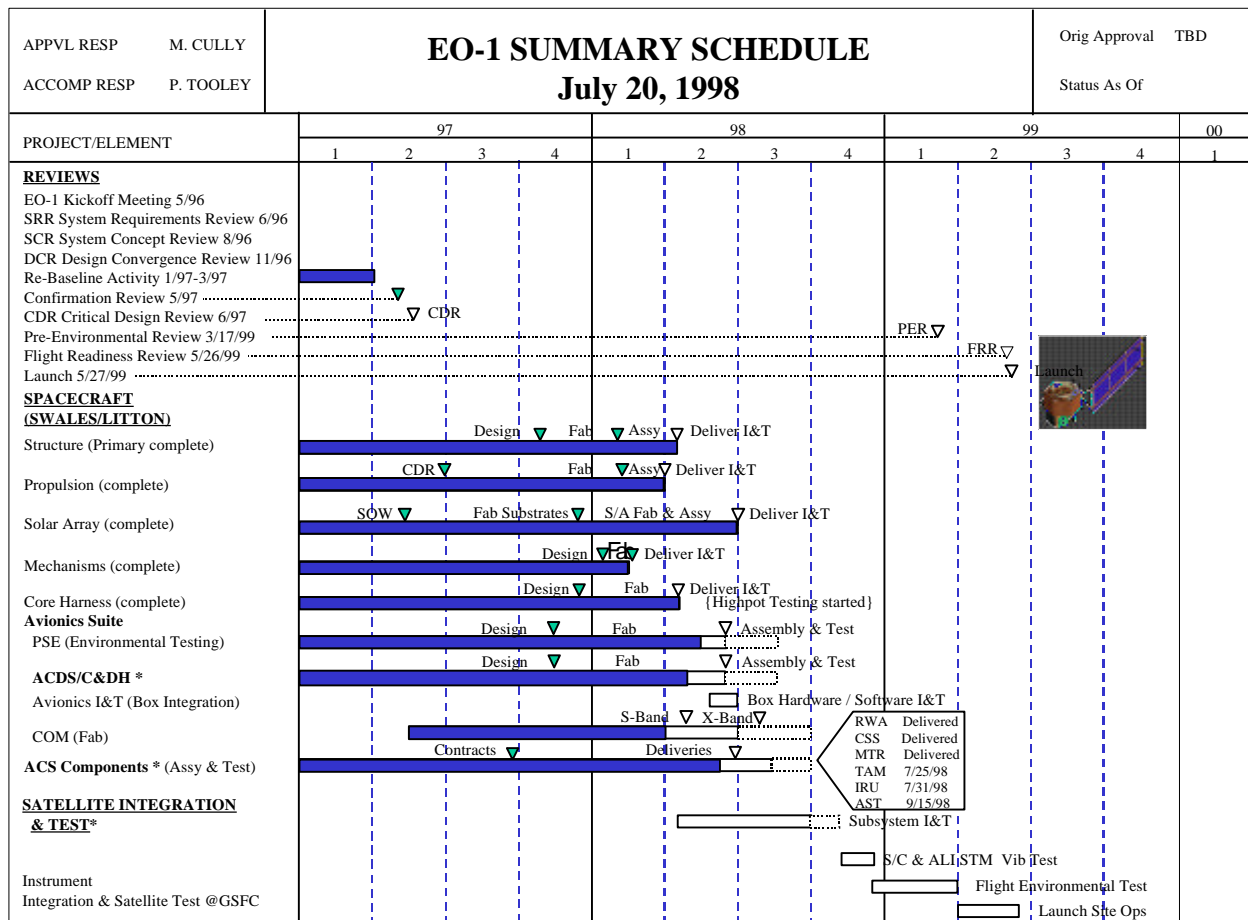 APPVL RESP M. CULLY
ACCOMP RESP P. TOOLEY
EO-1 SUMMARY SCHEDULE
July 20, 1998
Orig Approval TBD
Status As Of
PROJECT/ELEMENT
97 98 99 00
1 2 3 4 1 2 3 4 1 2 3 4 1
REVIEWS
EO-1 Kickoff Meeting 5/96
SRR System Requirements Review 6/96
SCR System Concept Review 8/96
DCR Design Convergence Review 11/96
Re-Baseline Activity 1/97-3/97
Confirmation Review 5/97
CDR Critical Design Review 6/97 CDR
Pre-Environmental Review 3/17/99 PER
Flight Readiness Review 5/26/99 FRR
Launch 5/27/99 Launch
SPACECRAFT
(SWALES/LITTON)
Structure (Primary complete) Design Fab Assy Deliver I&T
Propulsion (complete) CDR Fab Assy Deliver I&T
Solar Array (complete) SOW Fab Substrates S/A Fab & Assy Deliver I&T
Mechanisms (complete) Design Fab Deliver I&T
Core Harness (complete) Design Fab Deliver I&T
{Highpot Testing started}
Avionics Suite
PSE (Environmental Testing) Design Fab Assembly & Test
ACDS/C&DH * Design Fab Assembly & Test
Avionics I&T (Box Integration) Box Hardware / Software I&T
COM (Fab) S-Band X-Band
ACS Components * (Assy & Test) Contracts Deliveries
RWA Delivered
CSS Delivered
MTR Delivered
TAM 7/25/98
IRU 7/31/98
AST 9/15/98
SATELLITE INTEGRATION
& TEST*
Subsystem I&T
S/C & ALI STM Vib Test
Instrument
Flight Environmental Test
Integration & Satellite Test @GSFC
Launch Site Ops